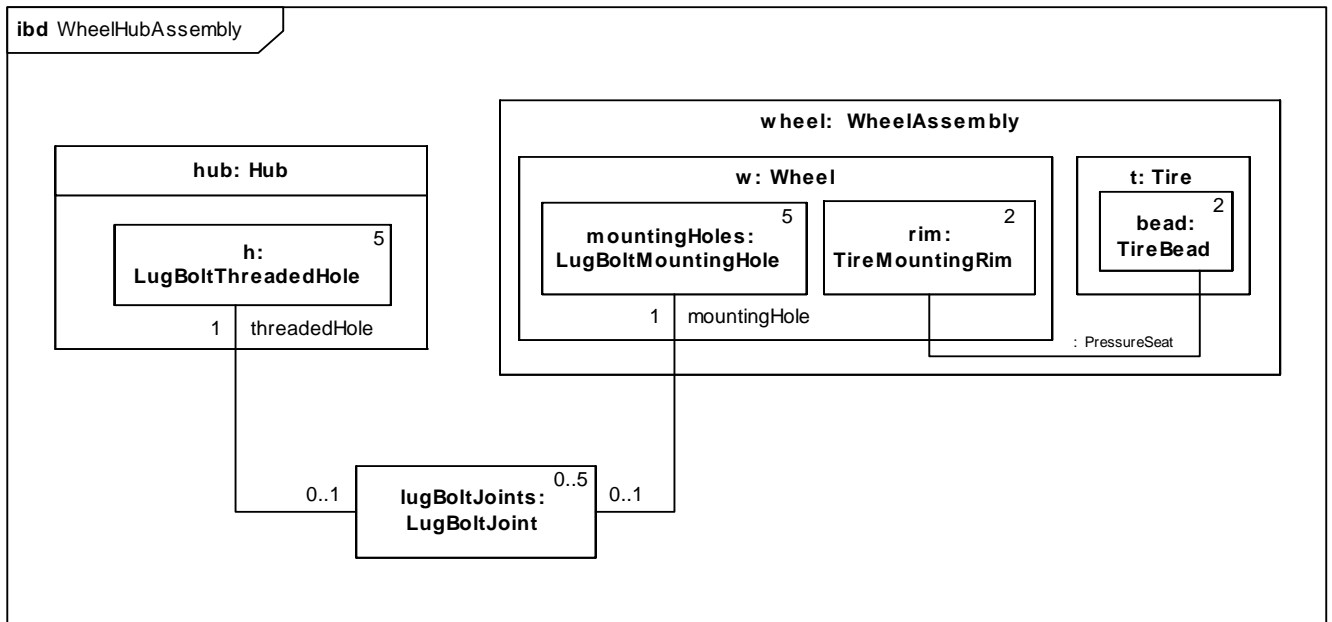 ibd WheelHubAssembly
wheel: WheelAssembly
hub: Hub
w: Wheel
t: Tire
h:
LugBoltThreadedHole
5
mountingHoles:
LugBoltMountingHole
5
rim:
TireMountingRim
2
bead:
TireBead
2
1 threadedHole
1 mountingHole
: PressureSeat
0..1
lugBoltJoints:
LugBoltJoint
0..5
0..1